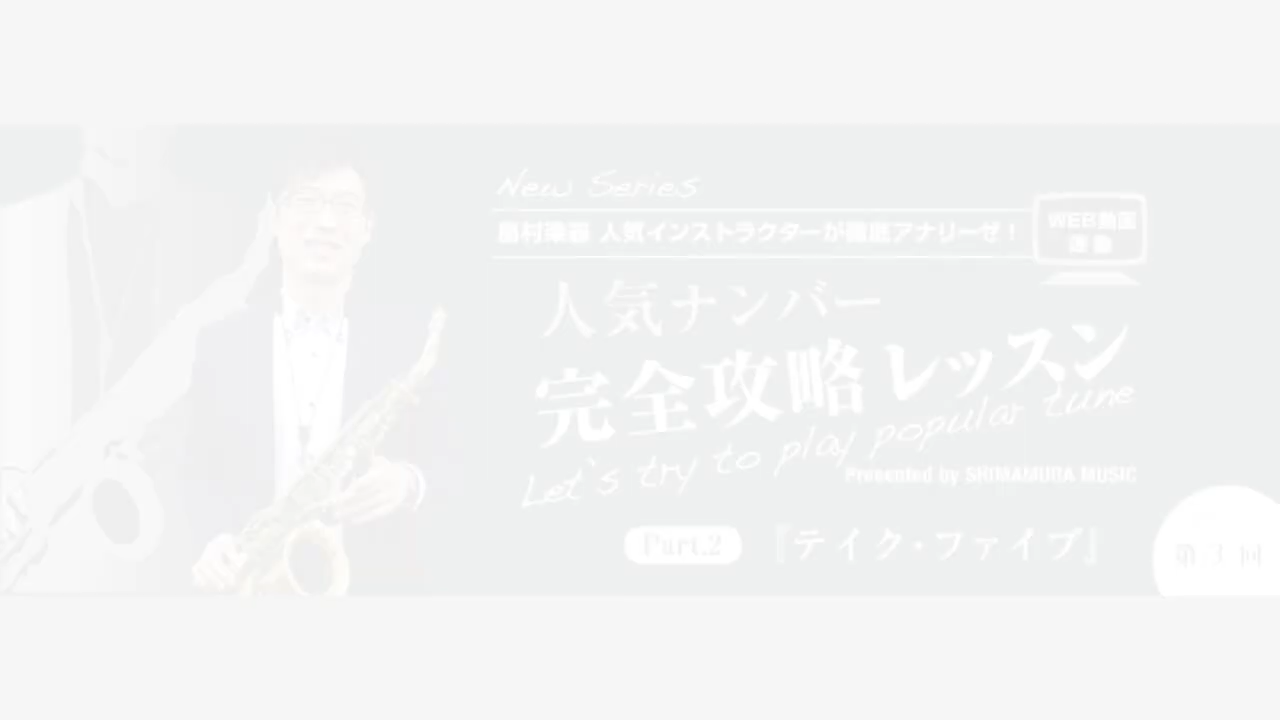 New Series
島村楽器 人気インストラクターが徹底アナリーゼ！
WEB動画
連動
人気ナンバー
完全攻略レッスン
Let's try to play popular tune
Presented by SHIMAMURA MUSIC
Part.2
『テイク・ファイブ』
第3回